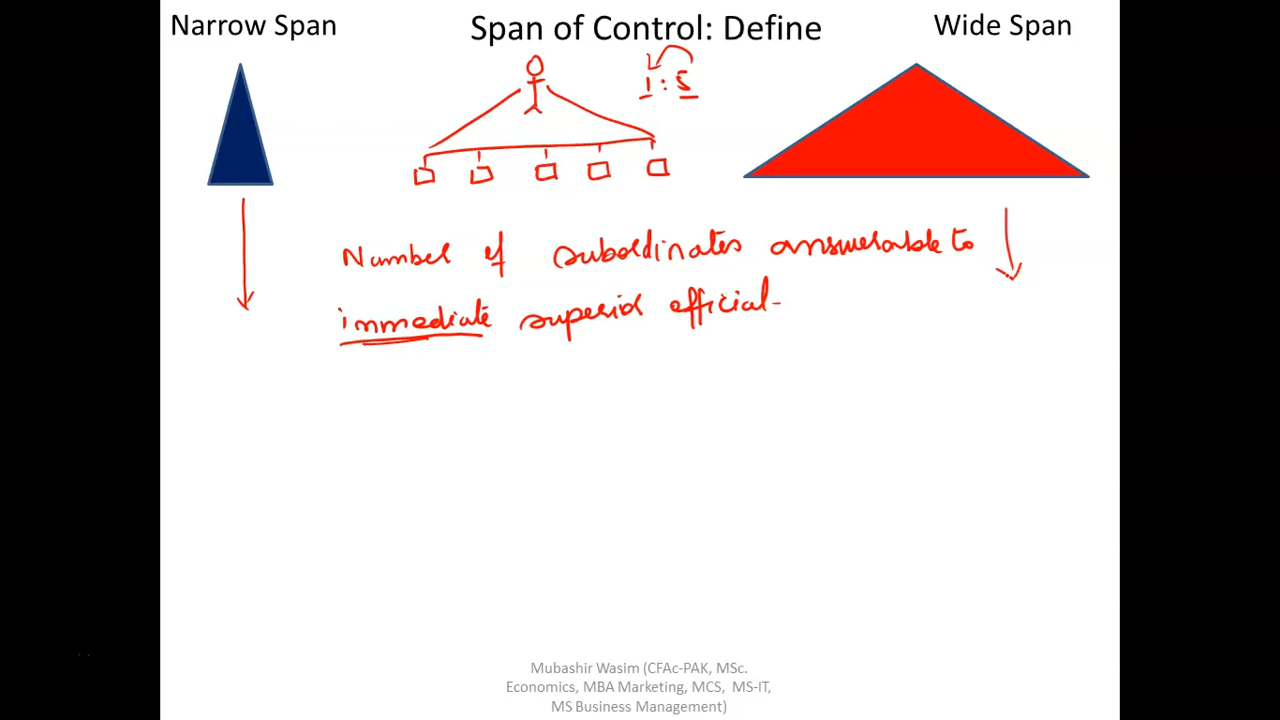 Narrow Span
Span of Control: Define
Wide Span
1 : 5
Number of subordinates answerable to
immediate superior official-
Mubashir Wasim (CFAc-PAK, MSc.
Economics, MBA Marketing, MCS, MS-IT,
MS Business Management)